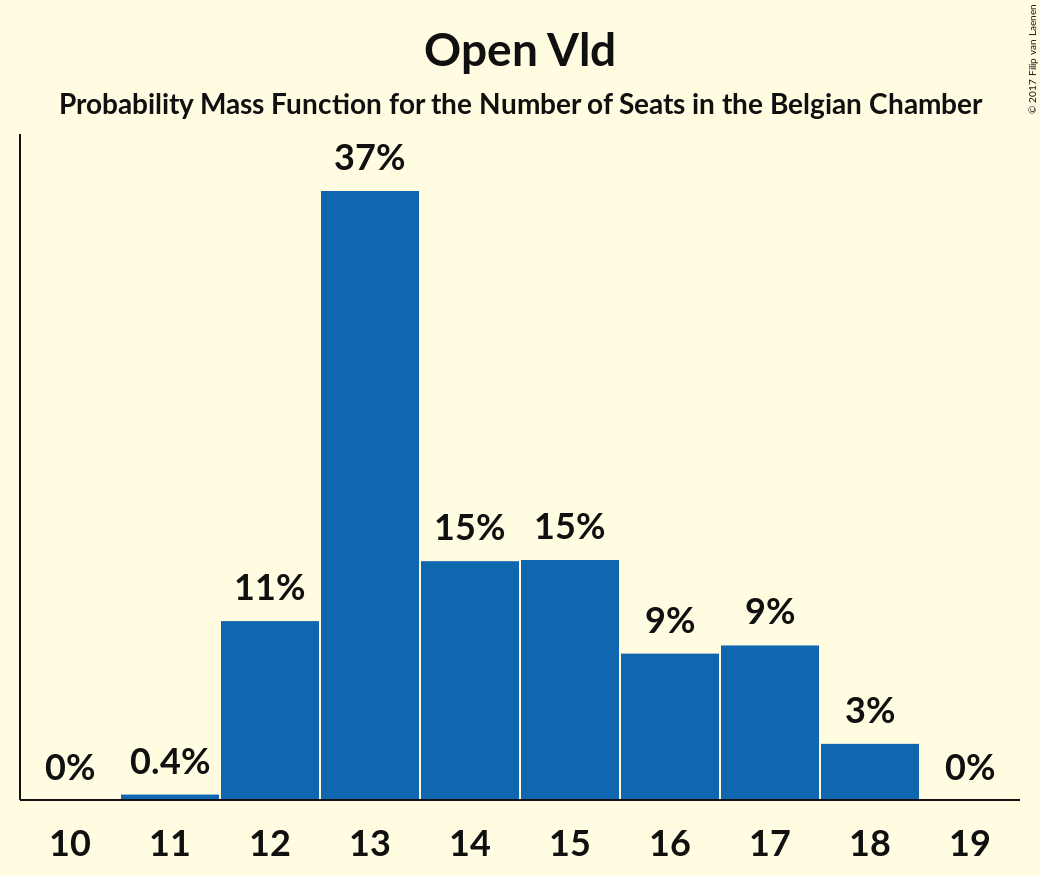 Open Vld
Probability Mass Function for the Number of Seats in the Belgian Chamber
© 2017 Filip van Laenen
37%
15%
15%
11%
9%
9%
3%
0%
0.4%
0%
10 11 12 13 14 15 16 17 18 19